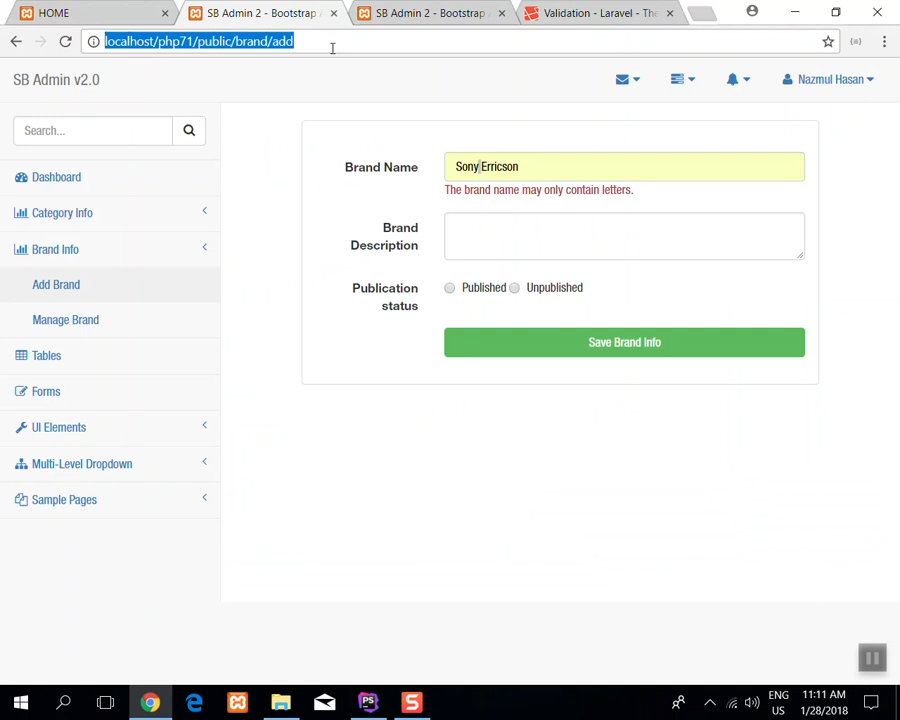 HOME
SB Admin 2 - Bootstrap
SB Admin 2 - Bootstrap
Validation - Laravel - The
localhost/php71/public/brand/add
SB Admin v2.0
Nazmul Hasan
Search...
Dashboard
Category Info
Brand Info
Add Brand
Manage Brand
Tables
Forms
UI Elements
Multi-Level Dropdown
Sample Pages
Brand Name
Sony Erricson
The brand name may only contain letters.
Brand
Description
Publication
status
Published
Unpublished
Save Brand Info
ENG
US
11:11 AM
1/28/2018